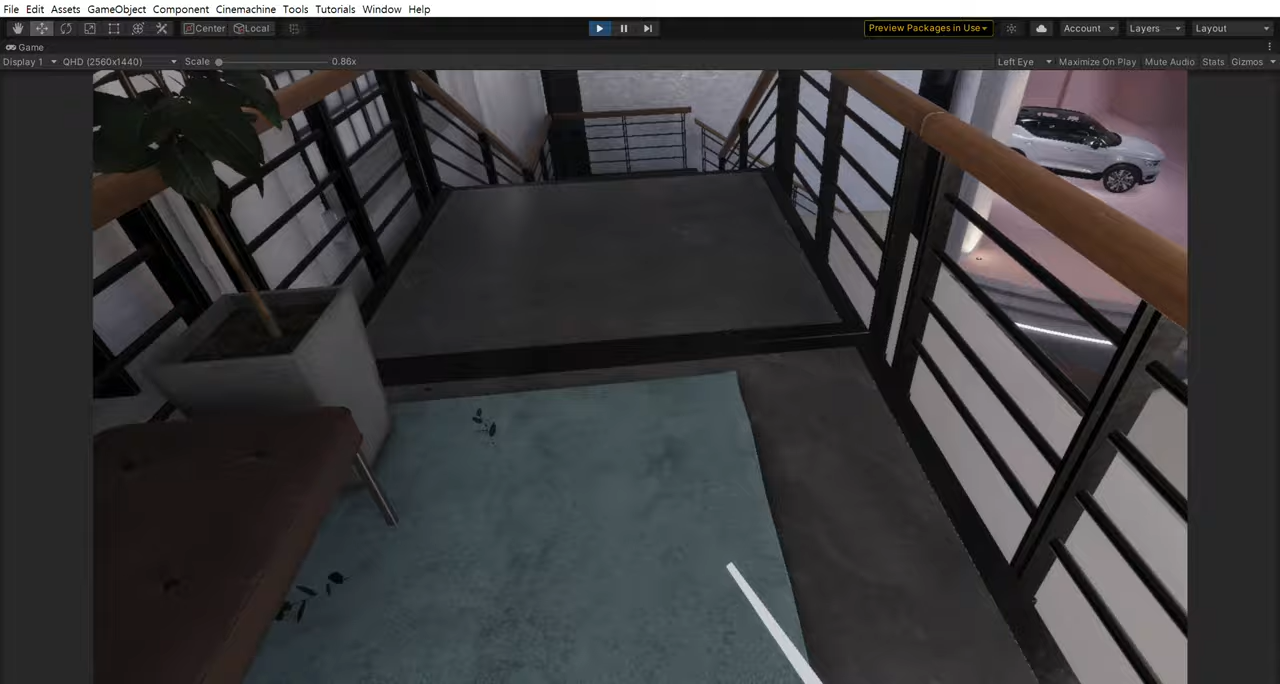 File Edit Assets GameObject Component Cinemachine Tools Tutorials Window Help
Center Local Preview Packages in Use Account Layers Layout
Game
Display 1 QHD (2560x1440) Scale 0.86x Left Eye Maximize On Play Mute Audio Stats Gizmos